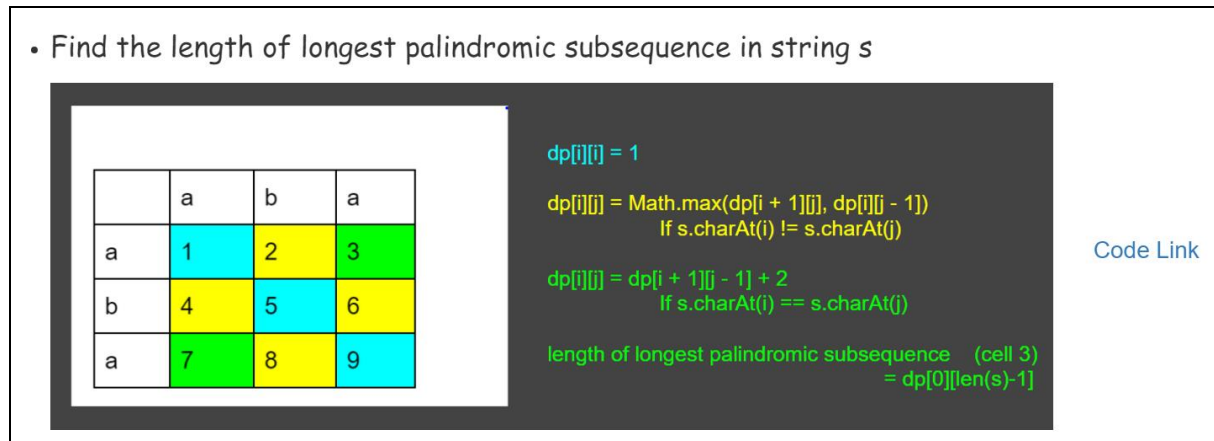 • Find the length of longest palindromic subsequence in string s
a b a
a 1 2 3
b 4 5 6
a 7 8 9
dp[i][i] = 1
dp[i][j] = Math.max(dp[i + 1][j], dp[i][j - 1])
If s.charAt(i) != s.charAt(j)
dp[i][j] = dp[i + 1][j - 1] + 2
If s.charAt(i) == s.charAt(j)
length of longest palindromic subsequence (cell 3)
= dp[0][len(s)-1]
Code Link